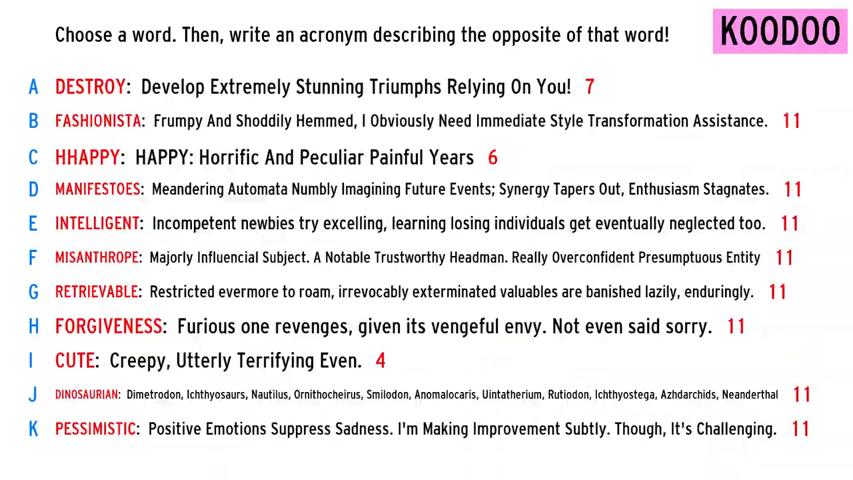 Choose a word. Then, write an acronym describing the opposite of that word!
KOODOO
A DESTROY: Develop Extremely Stunning Triumphs Relying On You! 7
B FASHIONISTA: Frumpy And Shoddily Hemmed, I Obviously Need Immediate Style Transformation Assistance. 11
C HHAPPY: HAPPY: Horrific And Peculiar Painful Years 6
D MANIFESTOES: Meandering Automata Numbly Imagining Future Events; Synergy Tapers Out, Enthusiasm Stagnates. 11
E INTELLIGENT: Incompetent newbies try excelling, learning losing individuals get eventually neglected too. 11
F MISANTHROPE: Majorly Influencial Subject. A Notable Trustworthy Headman. Really Overconfident Presumptuous Entity 11
G RETRIEVABLE: Restricted evermore to roam, irrevocably exterminated valuables are banished lazily, enduringly. 11
H FORGIVENESS: Furious one revenges, given its vengeful envy. Not even said sorry. 11
I CUTE: Creepy, Utterly Terrifying Even. 4
J DINOSAURIAN: Dimetrodon, Ichthyosaurs, Nautilus, Ornithocheirus, Smilodon, Anomalocaris, Uintatherium, Rutiodon, Ichthyostega, Azhdarchids, Neanderthal 11
K PESSIMISTIC: Positive Emotions Suppress Sadness. I'm Making Improvement Subtly. Though, It's Challenging. 11